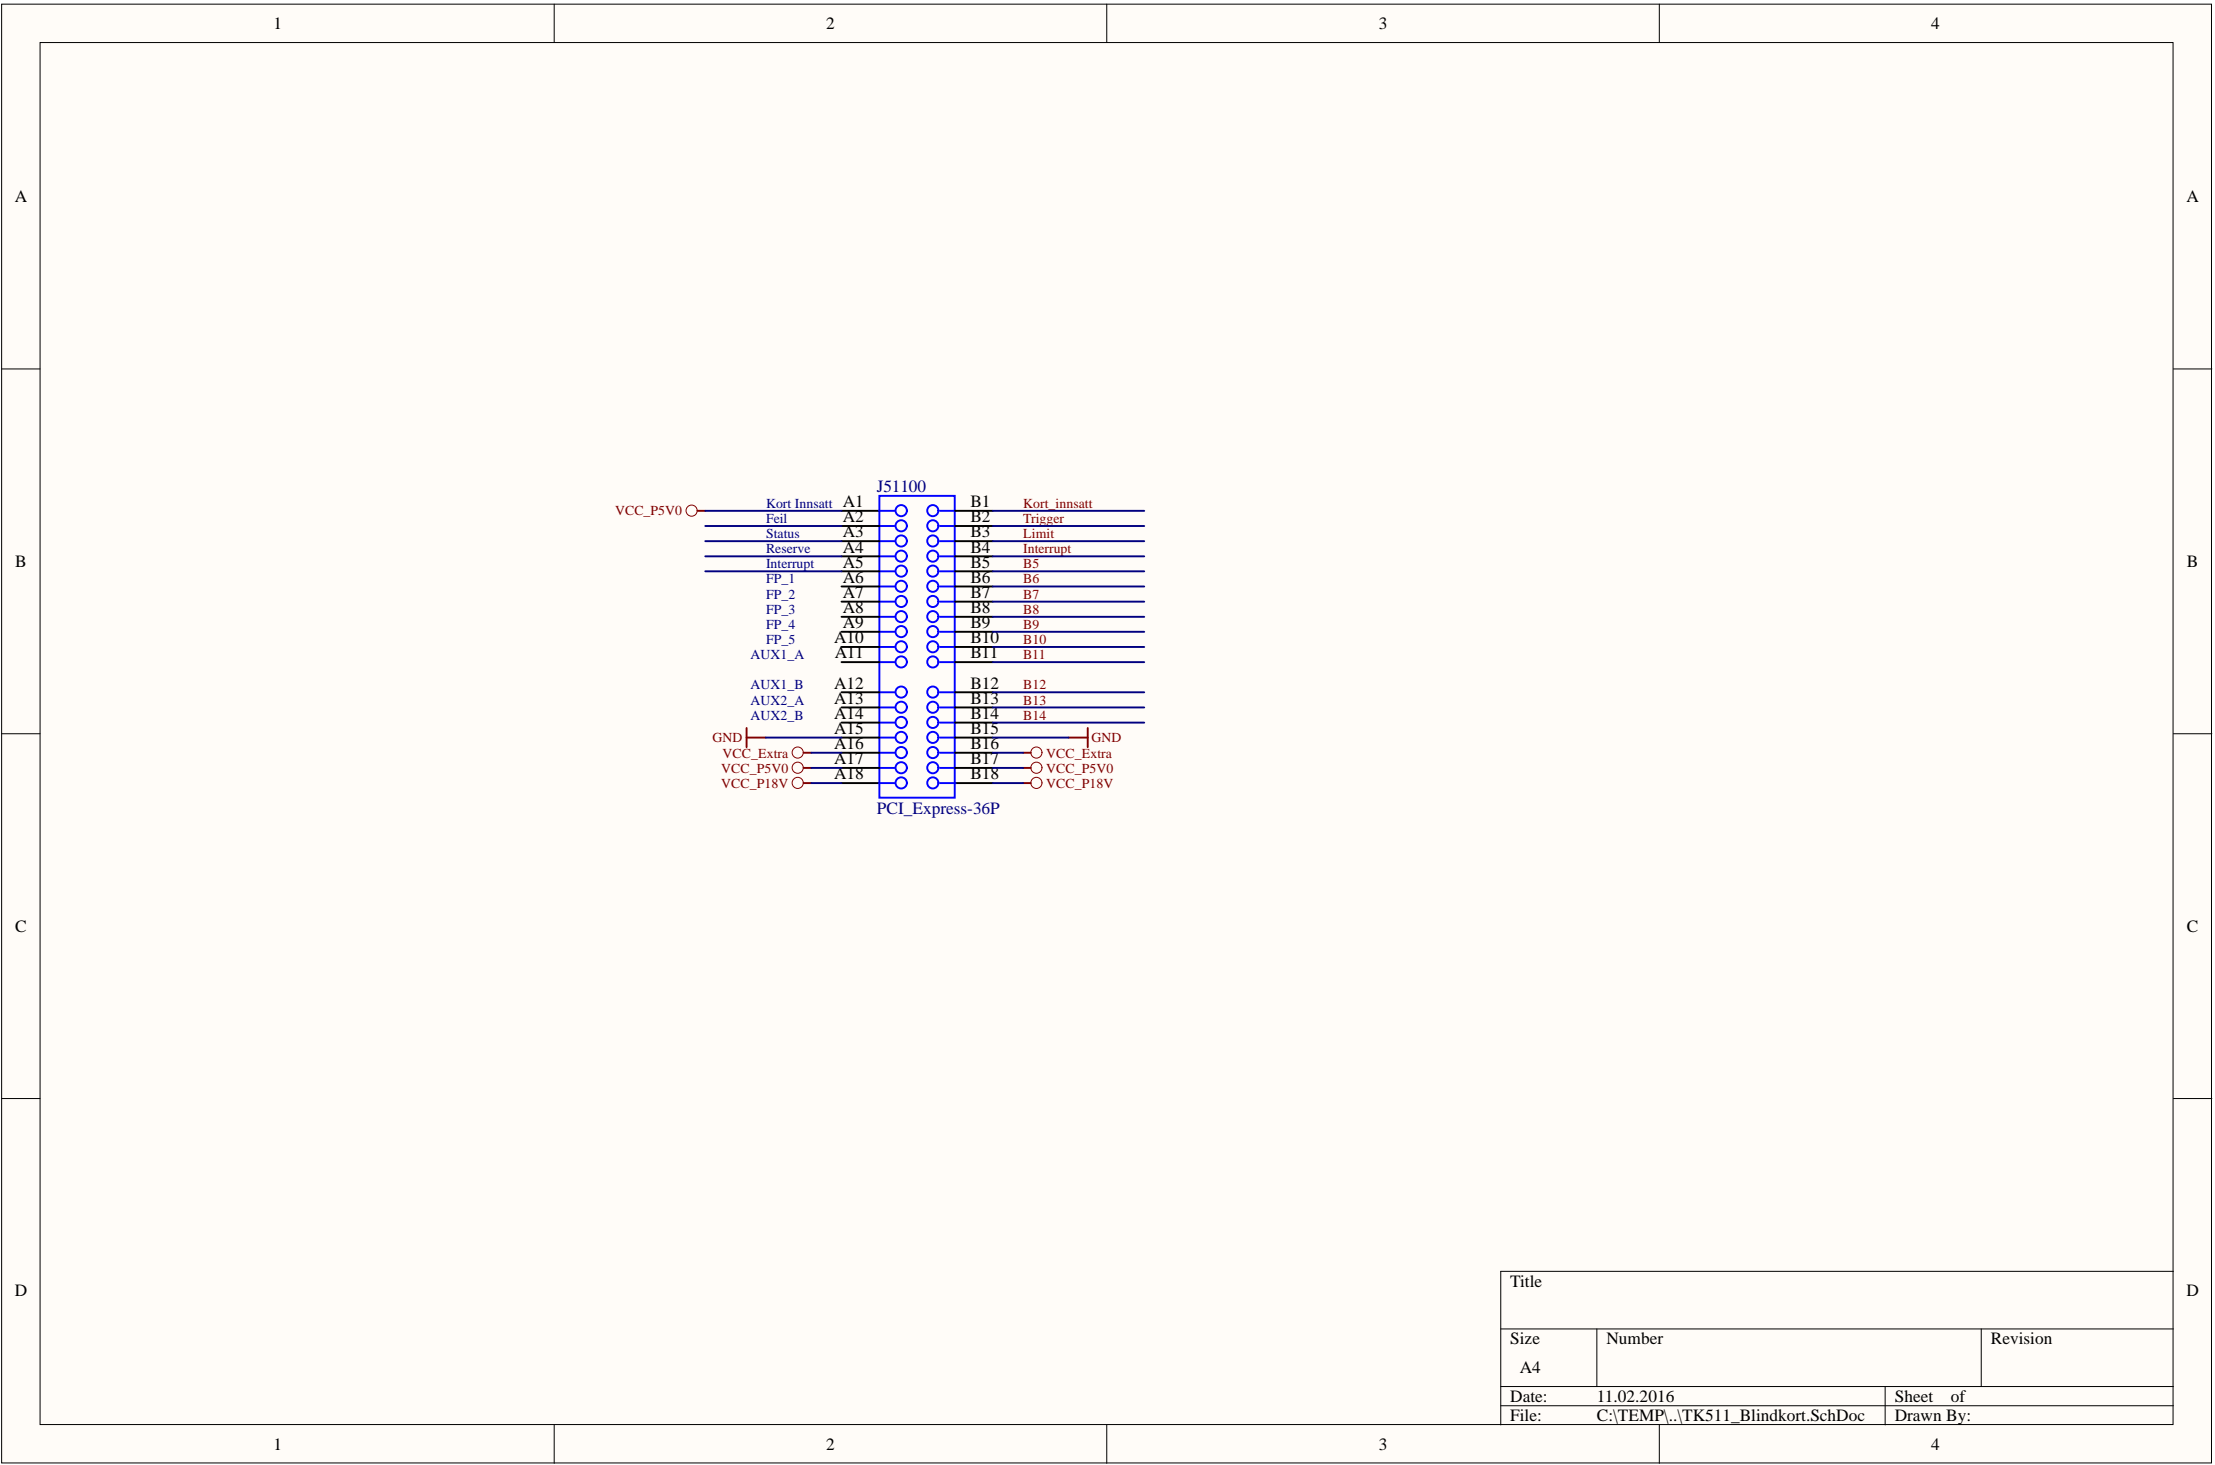 1 2 3 4
A A
B B
C C
D D
J51100
VCC_P5V0 Kort Innsatt A1 B1 Kort_innsatt
Feil A2 B2 Trigger
Status A3 B3 Limit
Reserve A4 B4 Interrupt
Interrupt A5 B5 B5
FP_1 A6 B6 B6
FP_2 A7 B7 B7
FP_3 A8 B8 B8
FP_4 A9 B9 B9
FP_5 A10 B10 B10
AUX1_A A11 B11 B11
AUX1_B A12 B12 B12
AUX2_A A13 B13 B13
AUX2_B A14 B14 B14
GND A15 B15 GND
VCC_Extra A16 B16 VCC_Extra
VCC_P5V0 A17 B17 VCC_P5V0
VCC_P18V A18 B18 VCC_P18V
PCI_Express-36P
Title
Size Number Revision
A4
Date: 11.02.2016 Sheet of
File: C:\TEMP\..\TK511_Blindkort.SchDoc Drawn By:
1 2 3 4